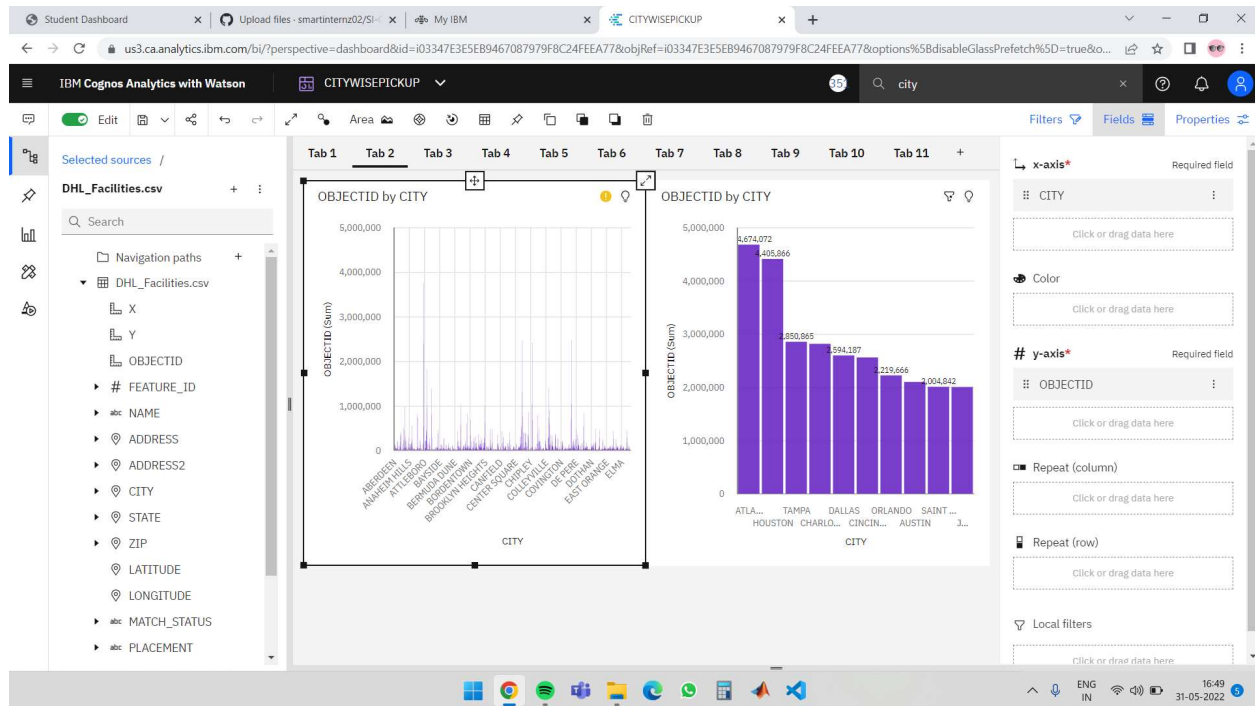 Student Dashboard
Upload files · smartinternz02/SI-
My IBM
CITYWISEPICKUP
us3.ca.analytics.ibm.com/bi/?perspective=dashboard&id=i03347E3E5EB9467087979F8C24FEEA77&objRef=i03347E3E5EB9467087979F8C24FEEA77&options%5BdisableGlassPrefetch%5D=true&o...
IBM Cognos Analytics with Watson
CITYWISEPICKUP
351
city
Edit
Area
Filters
Fields
Properties
Selected sources /
DHL_Facilities.csv
Search
Navigation paths
DHL_Facilities.csv
X
Y
OBJECTID
# FEATURE_ID
abc NAME
ADDRESS
ADDRESS2
CITY
STATE
ZIP
LATITUDE
LONGITUDE
abc MATCH_STATUS
abc PLACEMENT
Tab 1 Tab 2 Tab 3 Tab 4 Tab 5 Tab 6 Tab 7 Tab 8 Tab 9 Tab 10 Tab 11 +
OBJECTID by CITY
OBJECTID (Sum)
5,000,000
4,000,000
3,000,000
2,000,000
1,000,000
0
ABERDEEN
ANAHEIM HILLS
ATTLEBORO
BAYSIDE
BERMUDA DUNE
BORDENTOWN
BROOKLYN HEIGHTS
CANFIELD
CENTER SQUARE
CHIPLEY
COLLEYVILLE
COVINGTON
DE PERE
DOTHAN
EAST ORANGE
ELMA
CITY
OBJECTID by CITY
OBJECTID (Sum)
5,000,000
4,000,000
3,000,000
2,000,000
1,000,000
0
4,674,072
4,405,866
2,850,865
2,594,187
2,219,666
2,004,842
ATLA... TAMPA DALLAS ORLANDO SAINT ...
HOUSTON CHARLO... CINCIN... AUSTIN J...
CITY
x-axis* Required field
CITY
Click or drag data here
Color
Click or drag data here
# y-axis* Required field
OBJECTID
Click or drag data here
Repeat (column)
Click or drag data here
Repeat (row)
Click or drag data here
Local filters
Click or drag data here
ENG
IN
16:49
31-05-2022
5